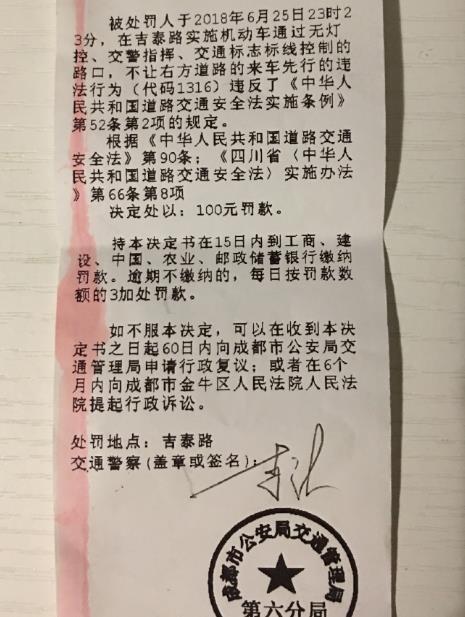 被处罚人于2018年6月25日23时2
3分，在吉泰路实施机动车通过无灯
控、交警指挥、交通标志标线控制的
路口，不让右方道路的来车先行的违
法行为（代码1316）违反了《中华人
民共和国道路交通安全法实施条例》
第52条第2项的规定。
根据《中华人民共和国道路交通
安全法》第90条；《四川省〈中华人
民共和国道路交通安全法〉实施办法
》第66条第8项
决定处以：100元罚款。
持本决定书在15日内到工商、建
设、中国、农业、邮政储蓄银行缴纳
罚款。逾期不缴纳的，每日按罚款数
额的3加处罚款。
如不服本决定，可以在收到本决
定书之日起60日内向成都市公安局交
通管理局申请行政复议；或者在6个
月内向成都市金牛区人民法院人民法
院提起行政诉讼。
处罚地点：吉泰路
交通警察(盖章或签名)：
成都市公安局交通管理局
第六分局